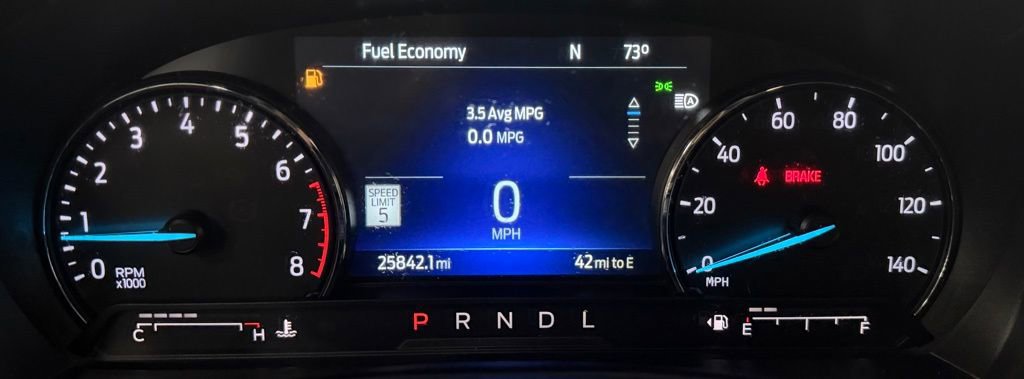 Fuel Economy N 73º
3.5 Avg MPG
0.0 MPG
SPEED
LIMIT
5
0
MPH
25842.1 mi 42 mi to E
0 1 2 3 4 5 6 7 8
RPM
x1000
0 20 40 60 80 100 120 140
BRAKE
MPH
A
C H
P R N D L
E F